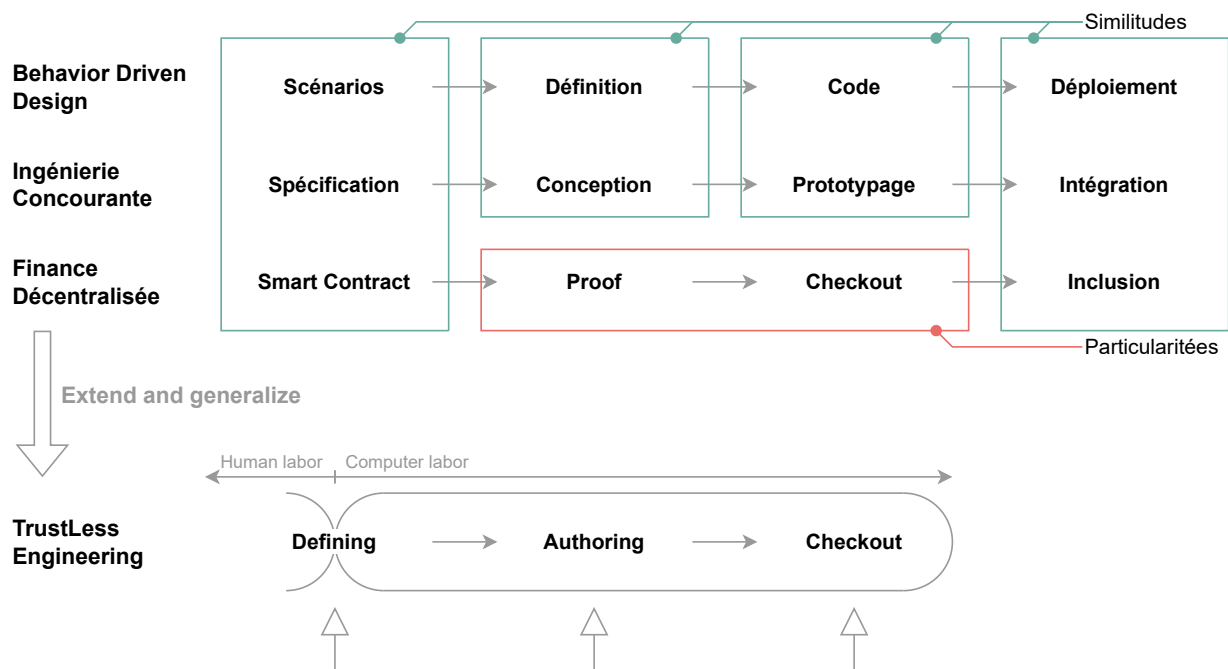 Similitudes
Behavior Driven
Design
Scénarios
Définition
Code
Déploiement
Ingénierie
Concourante
Spécification
Conception
Prototypage
Intégration
Finance
Décentralisée
Smart Contract
Proof
Checkout
Inclusion
Particularitées
Extend and generalize
Human labor
Computer labor
TrustLess
Engineering
Defining
Authoring
Checkout